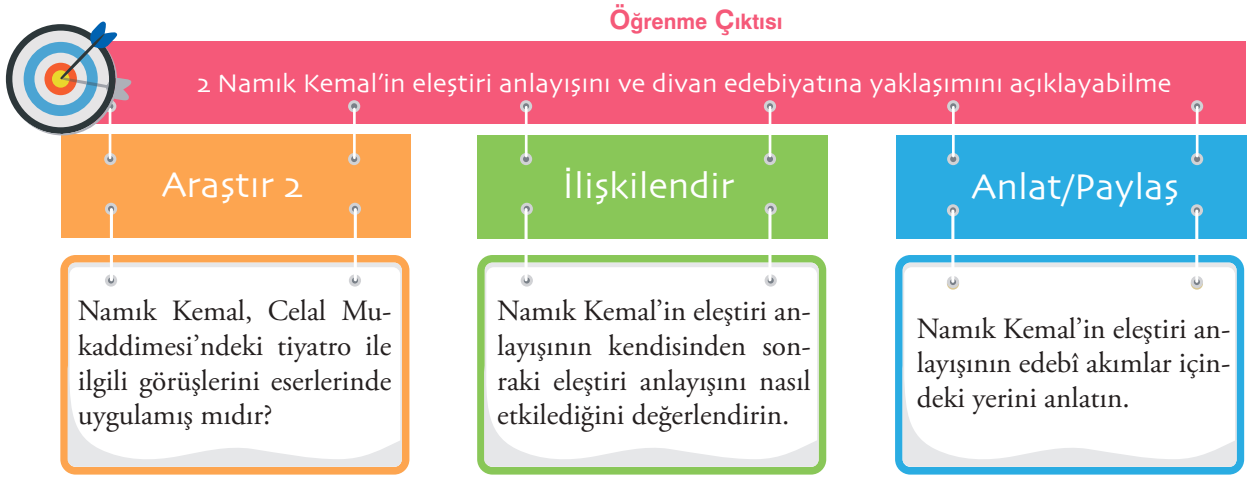 Öğrenme Çıktısı
2 Namık Kemal’in eleştiri anlayışını ve divan edebiyatına yaklaşımını açıklayabilme
Araştır 2
Namık Kemal, Celal Mu-
kaddimesi’ndeki tiyatro ile
ilgili görüşlerini eserlerinde
uygulamış mıdır?
İlişkilendir
Namık Kemal’in eleştiri an-
layışının kendisinden son-
raki eleştiri anlayışını nasıl
etkilediğini değerlendirin.
Anlat/Paylaş
Namık Kemal’in eleştiri an-
layışının edebî akımlar için-
deki yerini anlatın.